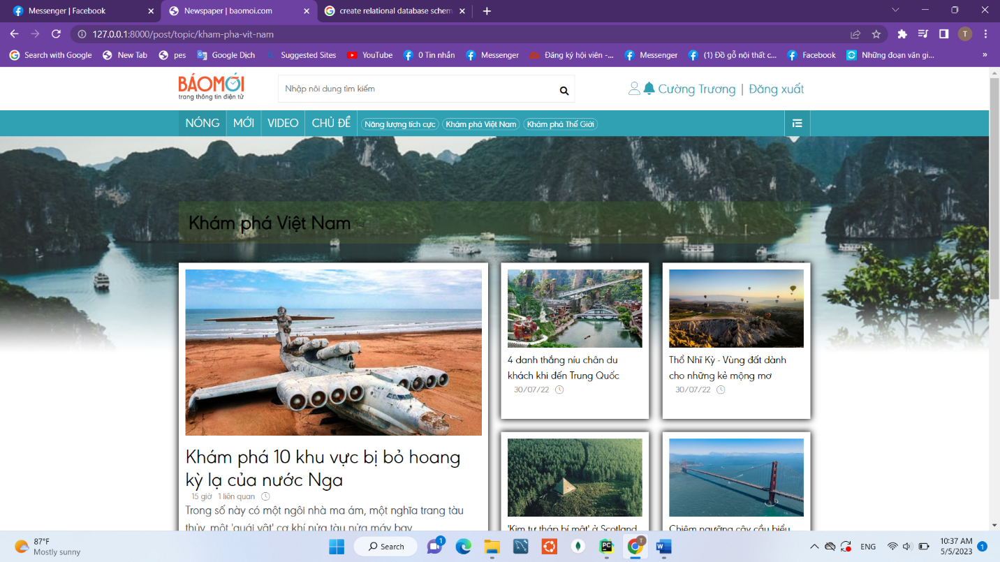 Messenger | Facebook
Newspaper | baomoi.com
create relational database schem
127.0.0.1:8000/post/topic/kham-pha-vit-nam
T
Search with Google
New Tab
pes
Google Dịch
Suggested Sites
YouTube
0 Tin nhắn
Messenger
Đăng ký hội viên -...
Messenger
(1) Đồ gỗ nội thất c...
Facebook
Những đoạn văn gi...
»
BÁOMỚI
trang thông tin điện tử
Nhập nôi dung tìm kiếm
Cường Trương | Đăng xuất
NÓNG
MỚI
VIDEO
CHỦ ĐỀ
Năng lượng tích cực
Khám phá Việt Nam
Khám phá Thế Giới
Khám phá Việt Nam
Khám phá 10 khu vực bị bỏ hoang
kỳ lạ của nước Nga
15 giờ 1 liên quan
Trong số này có một ngôi nhà ma ám, một nghĩa trang tàu
thủy, một 'quái vật' cơ khí nửa tàu nửa máy bay
4 danh thắng níu chân du
khách khi đến Trung Quốc
30/07/22
Thổ Nhĩ Kỳ - Vùng đất dành
cho những kẻ mộng mơ
30/07/22
'Kim tự tháp bí mật' ở Scotland
Chiêm ngưỡng cây cầu biểu
87°F
Mostly sunny
Search
1
PC
T
W
ENG
10:37 AM
5/5/2023
1